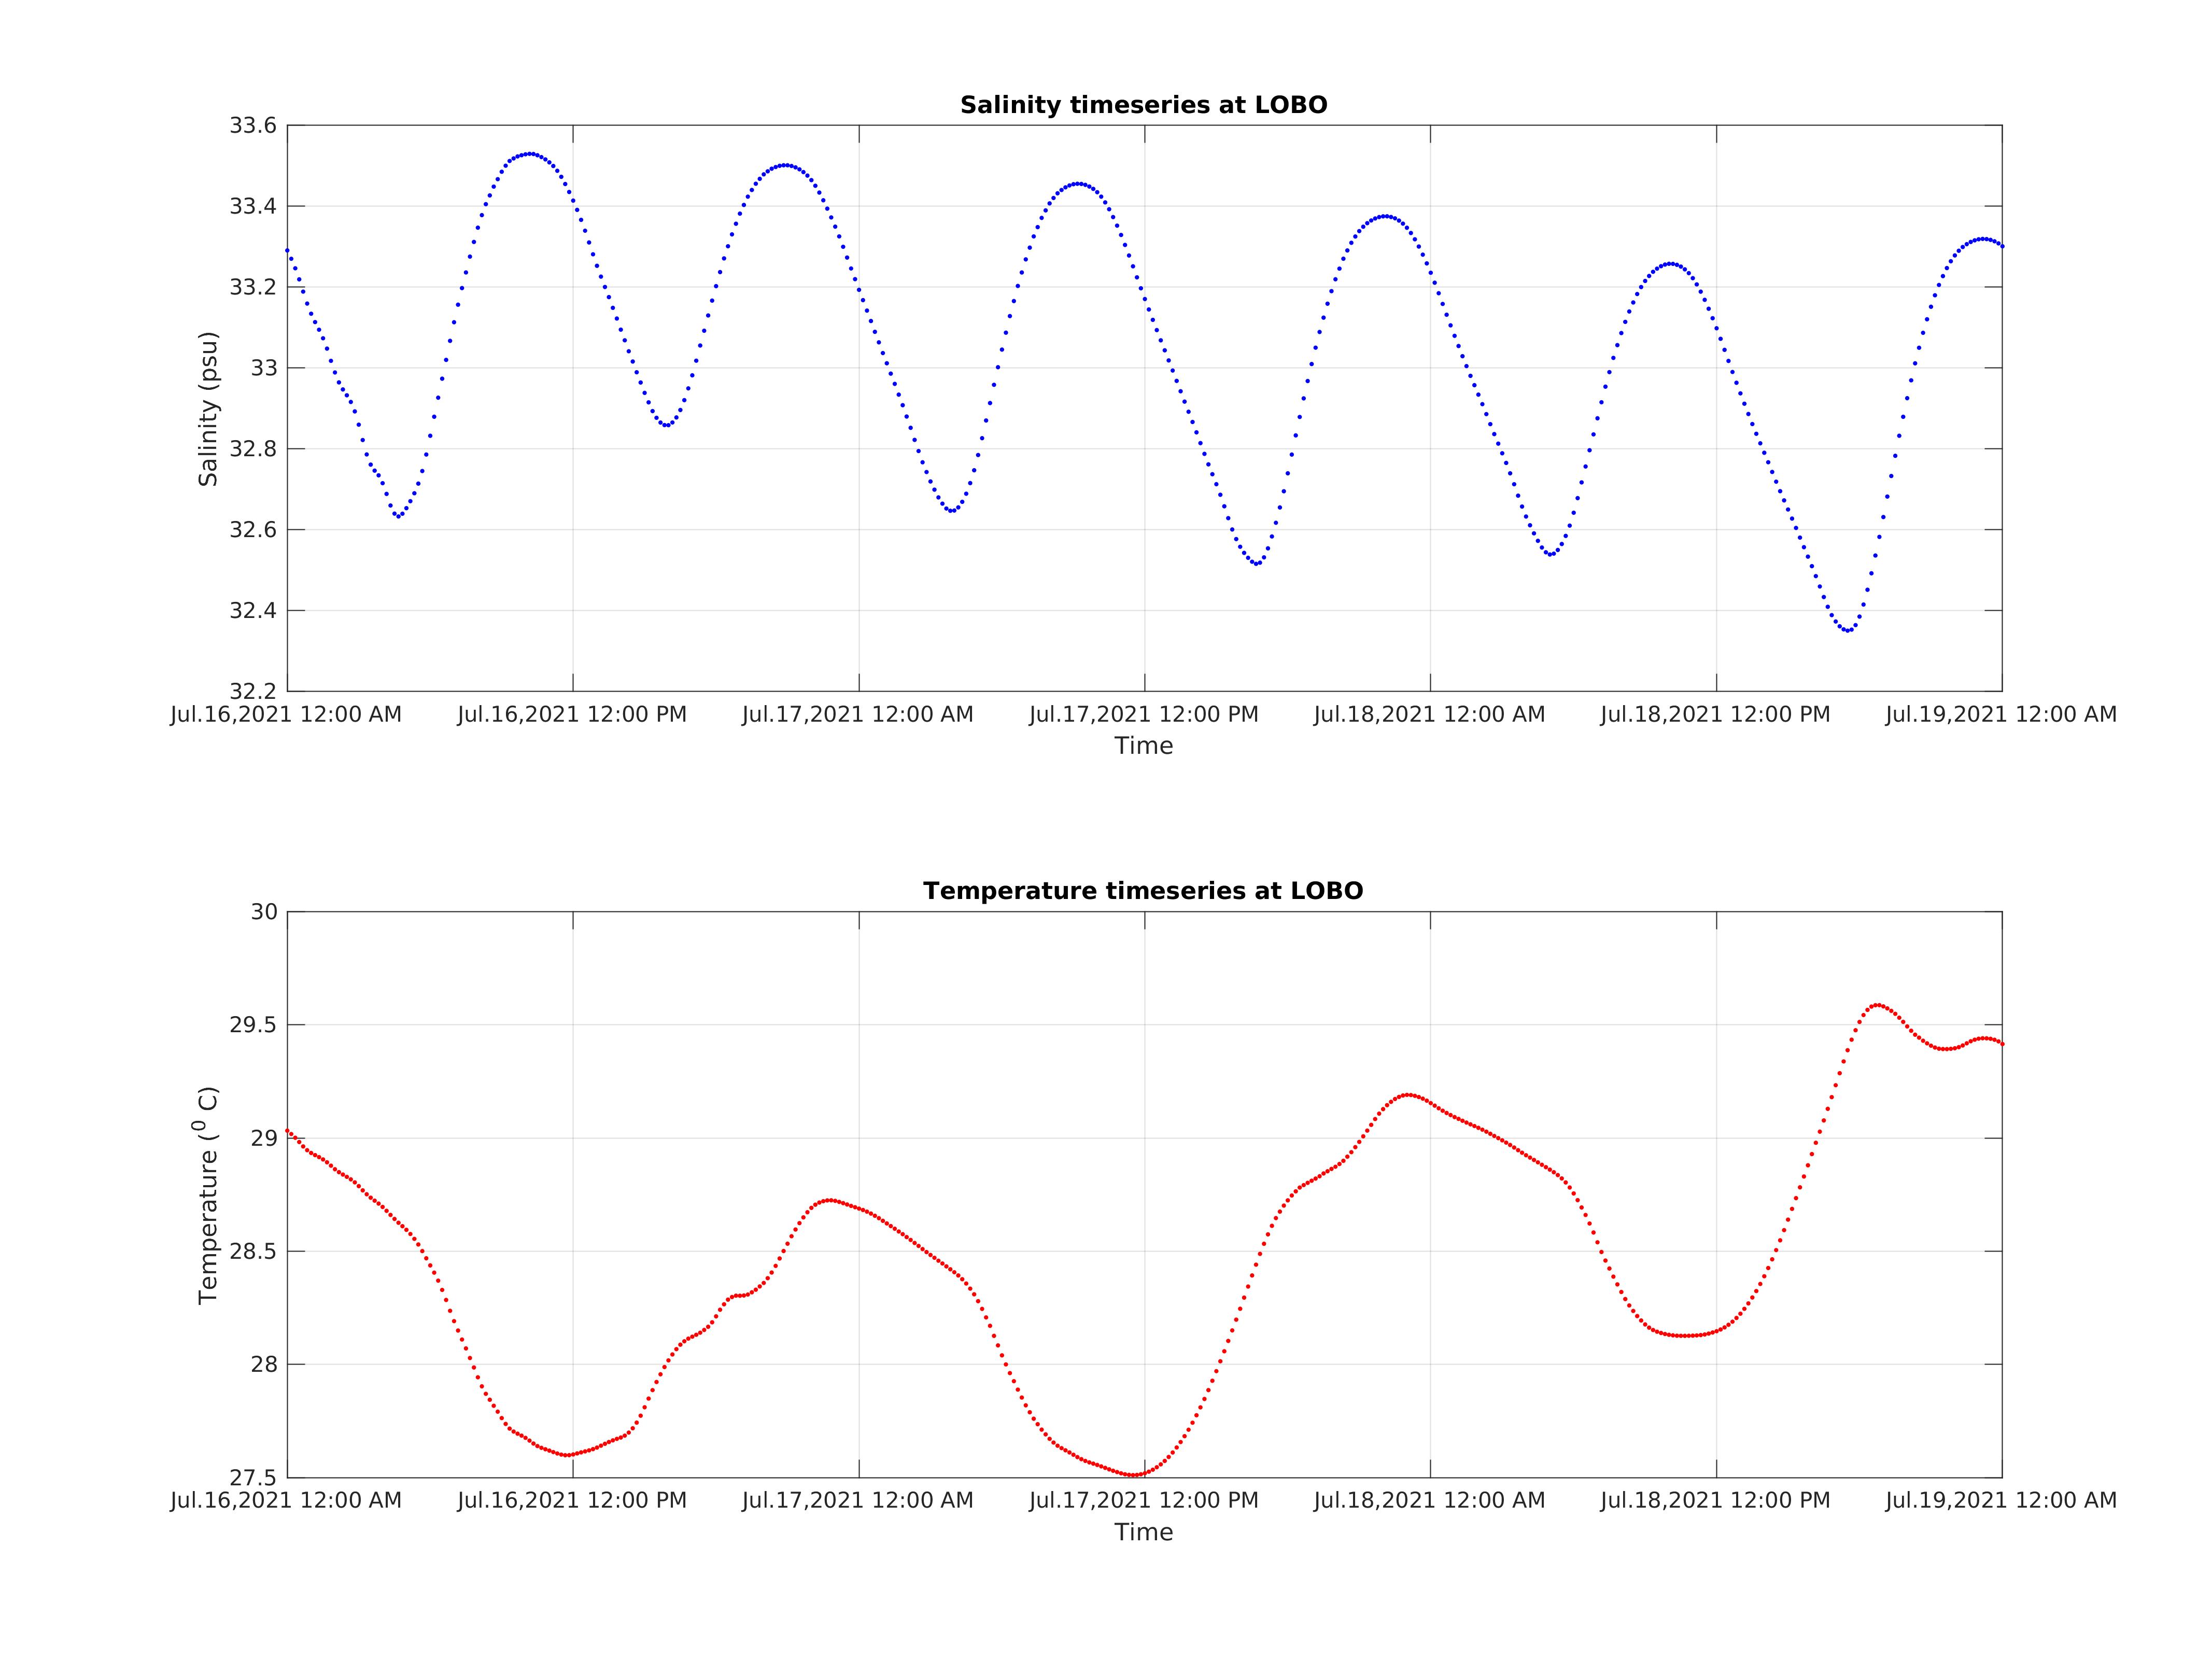 Salinity timeseries at LOBO
33.6
33.4
33.2
33
32.8
32.6
32.4
32.2
Salinity (psu)
Jul.16,2021 12:00 AM Jul.16,2021 12:00 PM Jul.17,2021 12:00 AM Jul.17,2021 12:00 PM Jul.18,2021 12:00 AM Jul.18,2021 12:00 PM Jul.19,2021 12:00 AM
Time
Temperature timeseries at LOBO
30
29.5
29
28.5
28
27.5
Temperature (⁰ C)
Jul.16,2021 12:00 AM Jul.16,2021 12:00 PM Jul.17,2021 12:00 AM Jul.17,2021 12:00 PM Jul.18,2021 12:00 AM Jul.18,2021 12:00 PM Jul.19,2021 12:00 AM
Time